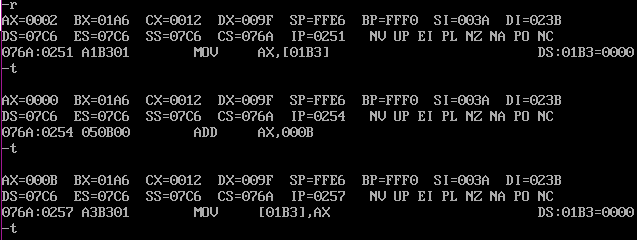 -r
AX=0002  BX=01A6  CX=0012  DX=009F  SP=FFE6  BP=FFF0  SI=003A  DI=023B
DS=07C6  ES=07C6  SS=07C6  CS=076A  IP=0251   NV UP EI PL NZ NA PO NC
076A:0251 A1B301        MOV     AX,[01B3]                          DS:01B3=0000
-t
AX=0000  BX=01A6  CX=0012  DX=009F  SP=FFE6  BP=FFF0  SI=003A  DI=023B
DS=07C6  ES=07C6  SS=07C6  CS=076A  IP=0254   NV UP EI PL NZ NA PO NC
076A:0254 050B00        ADD     AX,000B
-t
AX=000B  BX=01A6  CX=0012  DX=009F  SP=FFE6  BP=FFF0  SI=003A  DI=023B
DS=07C6  ES=07C6  SS=07C6  CS=076A  IP=0257   NV UP EI PL NZ NA PO NC
076A:0257 A3B301        MOV     [01B3],AX                          DS:01B3=0000
-t